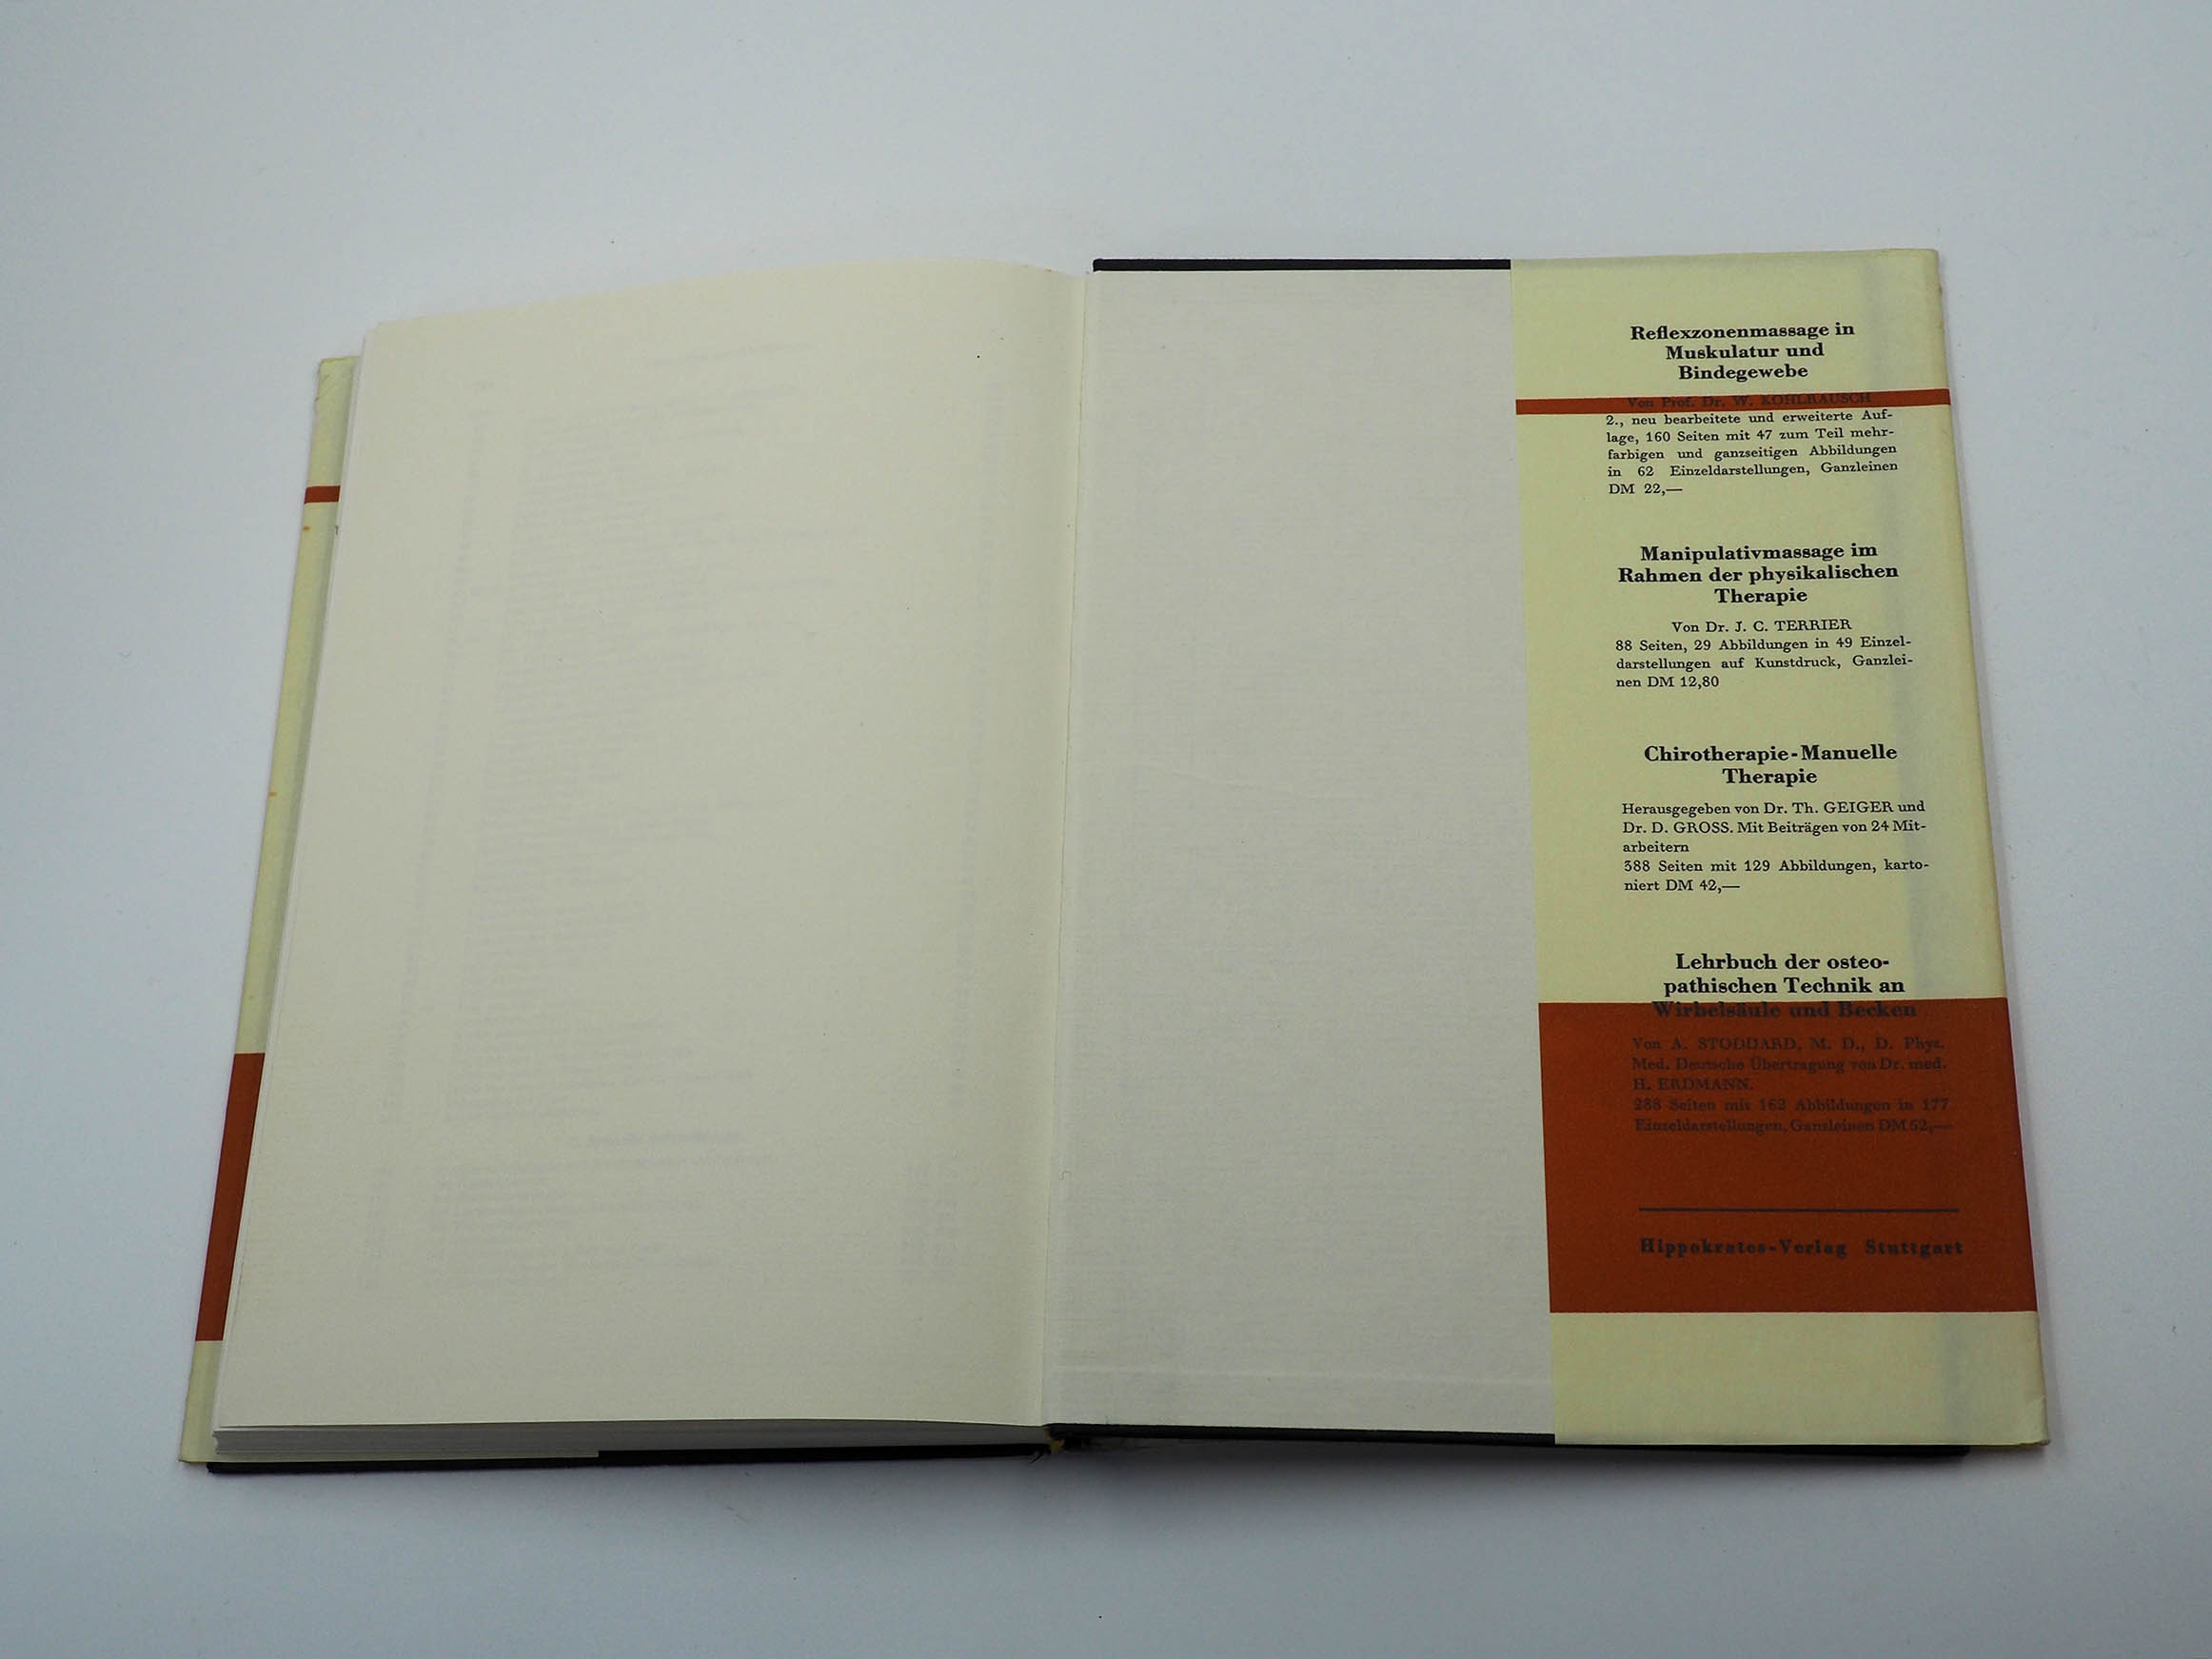 Reflexzonenmassage in
Muskulatur und
Bindegewebe
Von Prof. Dr. W. KOHLRAUSCH
2., neu bearbeitete und erweiterte Auf-
lage, 160 Seiten mit 47 zum Teil mehr-
farbigen und ganzseitigen Abbildungen
in 62 Einzeldarstellungen, Ganzleinen
DM 22,—
Manipulativmassage im
Rahmen der physikalischen
Therapie
Von Dr. J. C. TERRIER
88 Seiten, 29 Abbildungen in 49 Einzel-
darstellungen auf Kunstdruck, Ganzlei-
nen DM 12,80
Chirotherapie-Manuelle
Therapie
Herausgegeben von Dr. Th. GEIGER und
Dr. D. GROSS. Mit Beiträgen von 24 Mit-
arbeitern
388 Seiten mit 129 Abbildungen, karto-
niert DM 42,—
Lehrbuch der osteo-
pathischen Technik an
Wirbelsäule und Becken
Von A. STODDARD, M. D., D. Phys.
Med. Deutsche Übertragung von Dr. med.
H. ERDMANN.
288 Seiten mit 162 Abbildungen in 177
Einzeldarstellungen, Ganzleinen DM 52,—
Hippokrates-Verlag Stuttgart